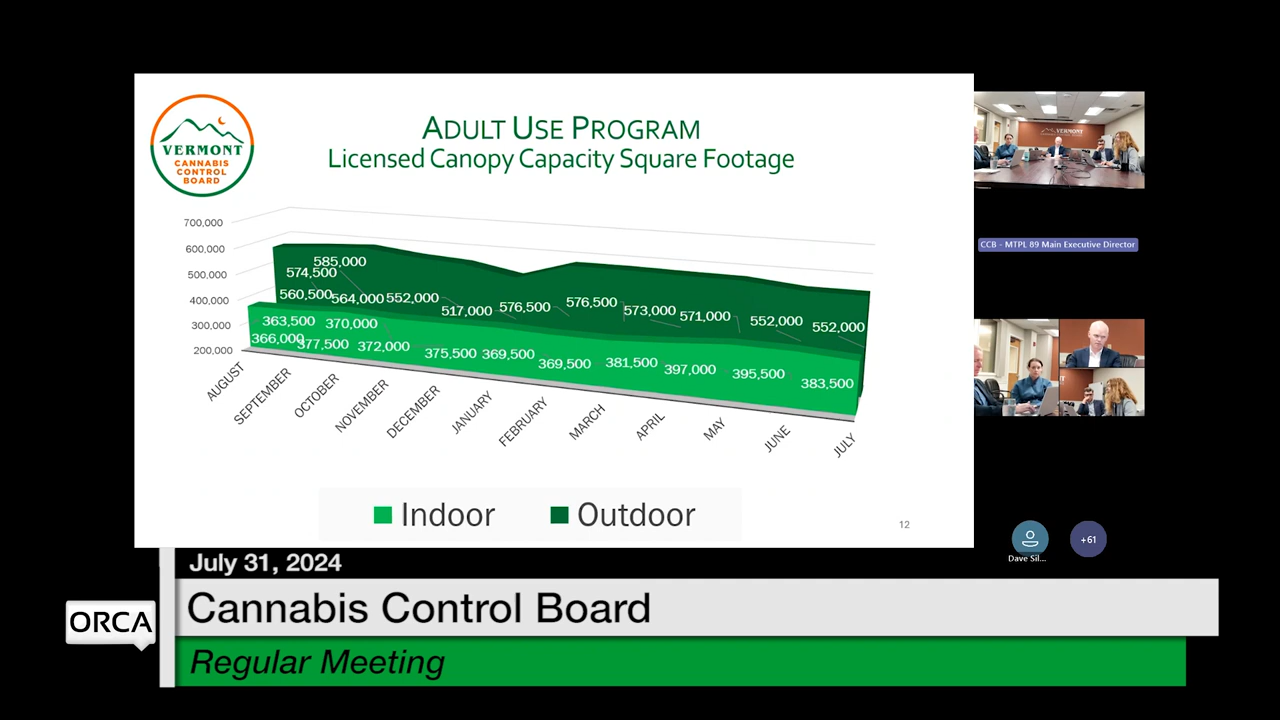 VERMONT
CANNABIS
CONTROL
BOARD
ADULT USE PROGRAM
Licensed Canopy Capacity Square Footage
700,000
600,000
500,000
400,000
300,000
200,000
585,000
574,500
560,500
564,000
552,000
517,000
576,500
576,500
573,000
571,000
552,000
552,000
363,500
370,000
366,000
377,500
372,000
375,500
369,500
369,500
381,500
397,000
395,500
383,500
AUGUST
SEPTEMBER
OCTOBER
NOVEMBER
DECEMBER
JANUARY
FEBRUARY
MARCH
APRIL
MAY
JUNE
JULY
Indoor
Outdoor
12
VERMONT
CCB - MTPL 89 Main Executive Director
Dave Sil...
+61
July 31, 2024
Cannabis Control Board
ORCA
Regular Meeting